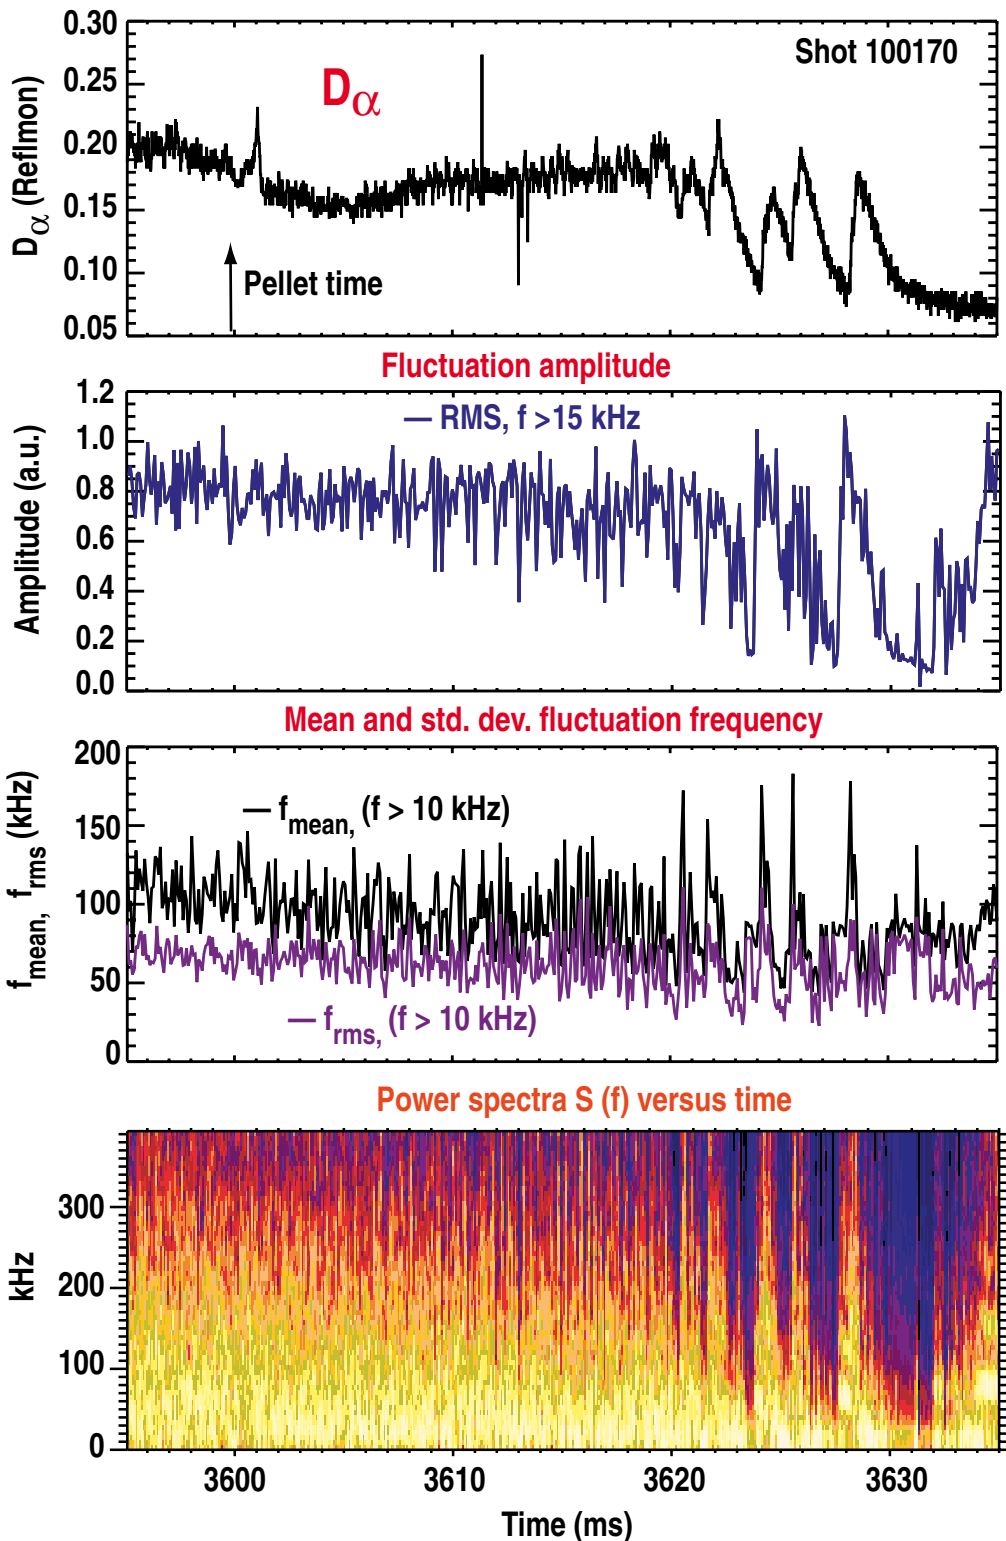 Shot 100170
Dα
Dα (Reflmon)
0.30
0.25
0.20
0.15
0.10
0.05
Pellet time
Fluctuation amplitude
— RMS, f >15 kHz
Amplitude (a.u.)
1.2
1.0
0.8
0.6
0.4
0.2
0.0
Mean and std. dev. fluctuation frequency
— fmean, (f > 10 kHz)
fmean, frms (kHz)
200
150
100
50
0
— frms, (f > 10 kHz)
Power spectra S (f) versus time
kHz
300
200
100
0
3600 3610 3620 3630
Time (ms)